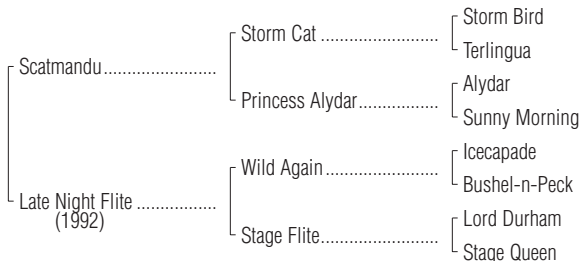 Storm Bird
Storm Cat
Terlingua
Scatmandu
Alydar
Princess Alydar
Sunny Morning
Icecapade
Wild Again
Bushel-n-Peck
Late Night Flite
(1992)
Lord Durham
Stage Flite
Stage Queen